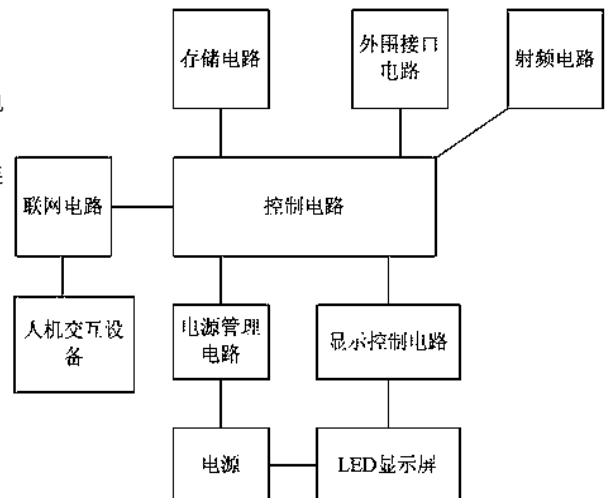 存储电路
外围接口
电路
射频电路
联网电路
控制电路
人机交互设
备
电源管理
电路
显示控制电路
电源
LED显示屏